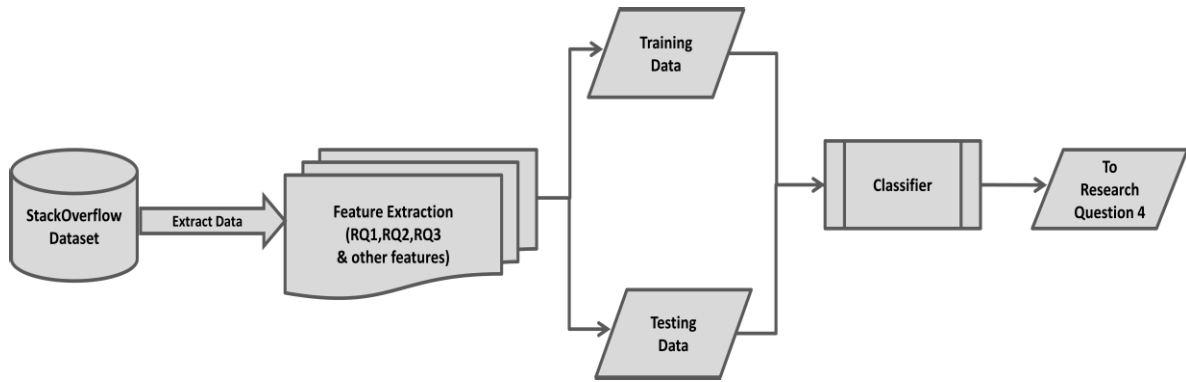 StackOverflow
Dataset
Extract Data
Feature Extraction
(RQ1,RQ2,RQ3
& other features)
Training
Data
Testing
Data
Classifier
To
Research
Question 4